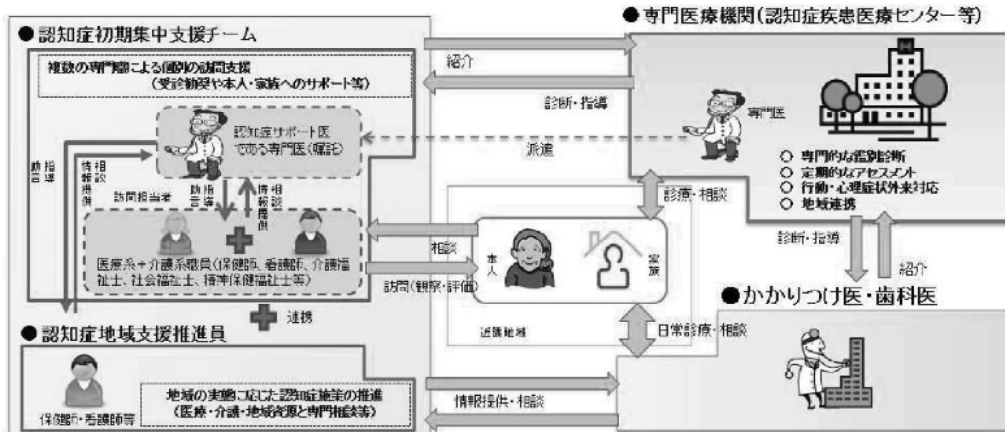 ●認知症初期集中支援チーム
複数の専門職による個別の訪問支援
(受診勧奨や本人・家族へのサポート等)
認知症サポート医
である専門医(嘱託)
指導
助言
相談
情報提供
訪問担当者
指導
助言
相談
情報提供
医療系+介護系職員(保健師、看護師、介護福
祉士、社会福祉士、精神保健福祉士等)
連携
●認知症地域支援推進員
保健師・看護師等
地域の実態に応じた認知症施策の推進
(医療・介護・地域資源と専門相談等)
紹介
診断・指導
派遣
診療・相談
相談
訪問(観察・評価)
本人
家族
近隣地域
日常診療・相談
情報提供・相談
●専門医療機関(認知症疾患医療センター等)
専門医
○ 専門的な鑑別診断
○ 定期的なアセスメント
○ 行動・心理症状外来対応
○ 地域連携
診断・指導
紹介
●かかりつけ医・歯科医